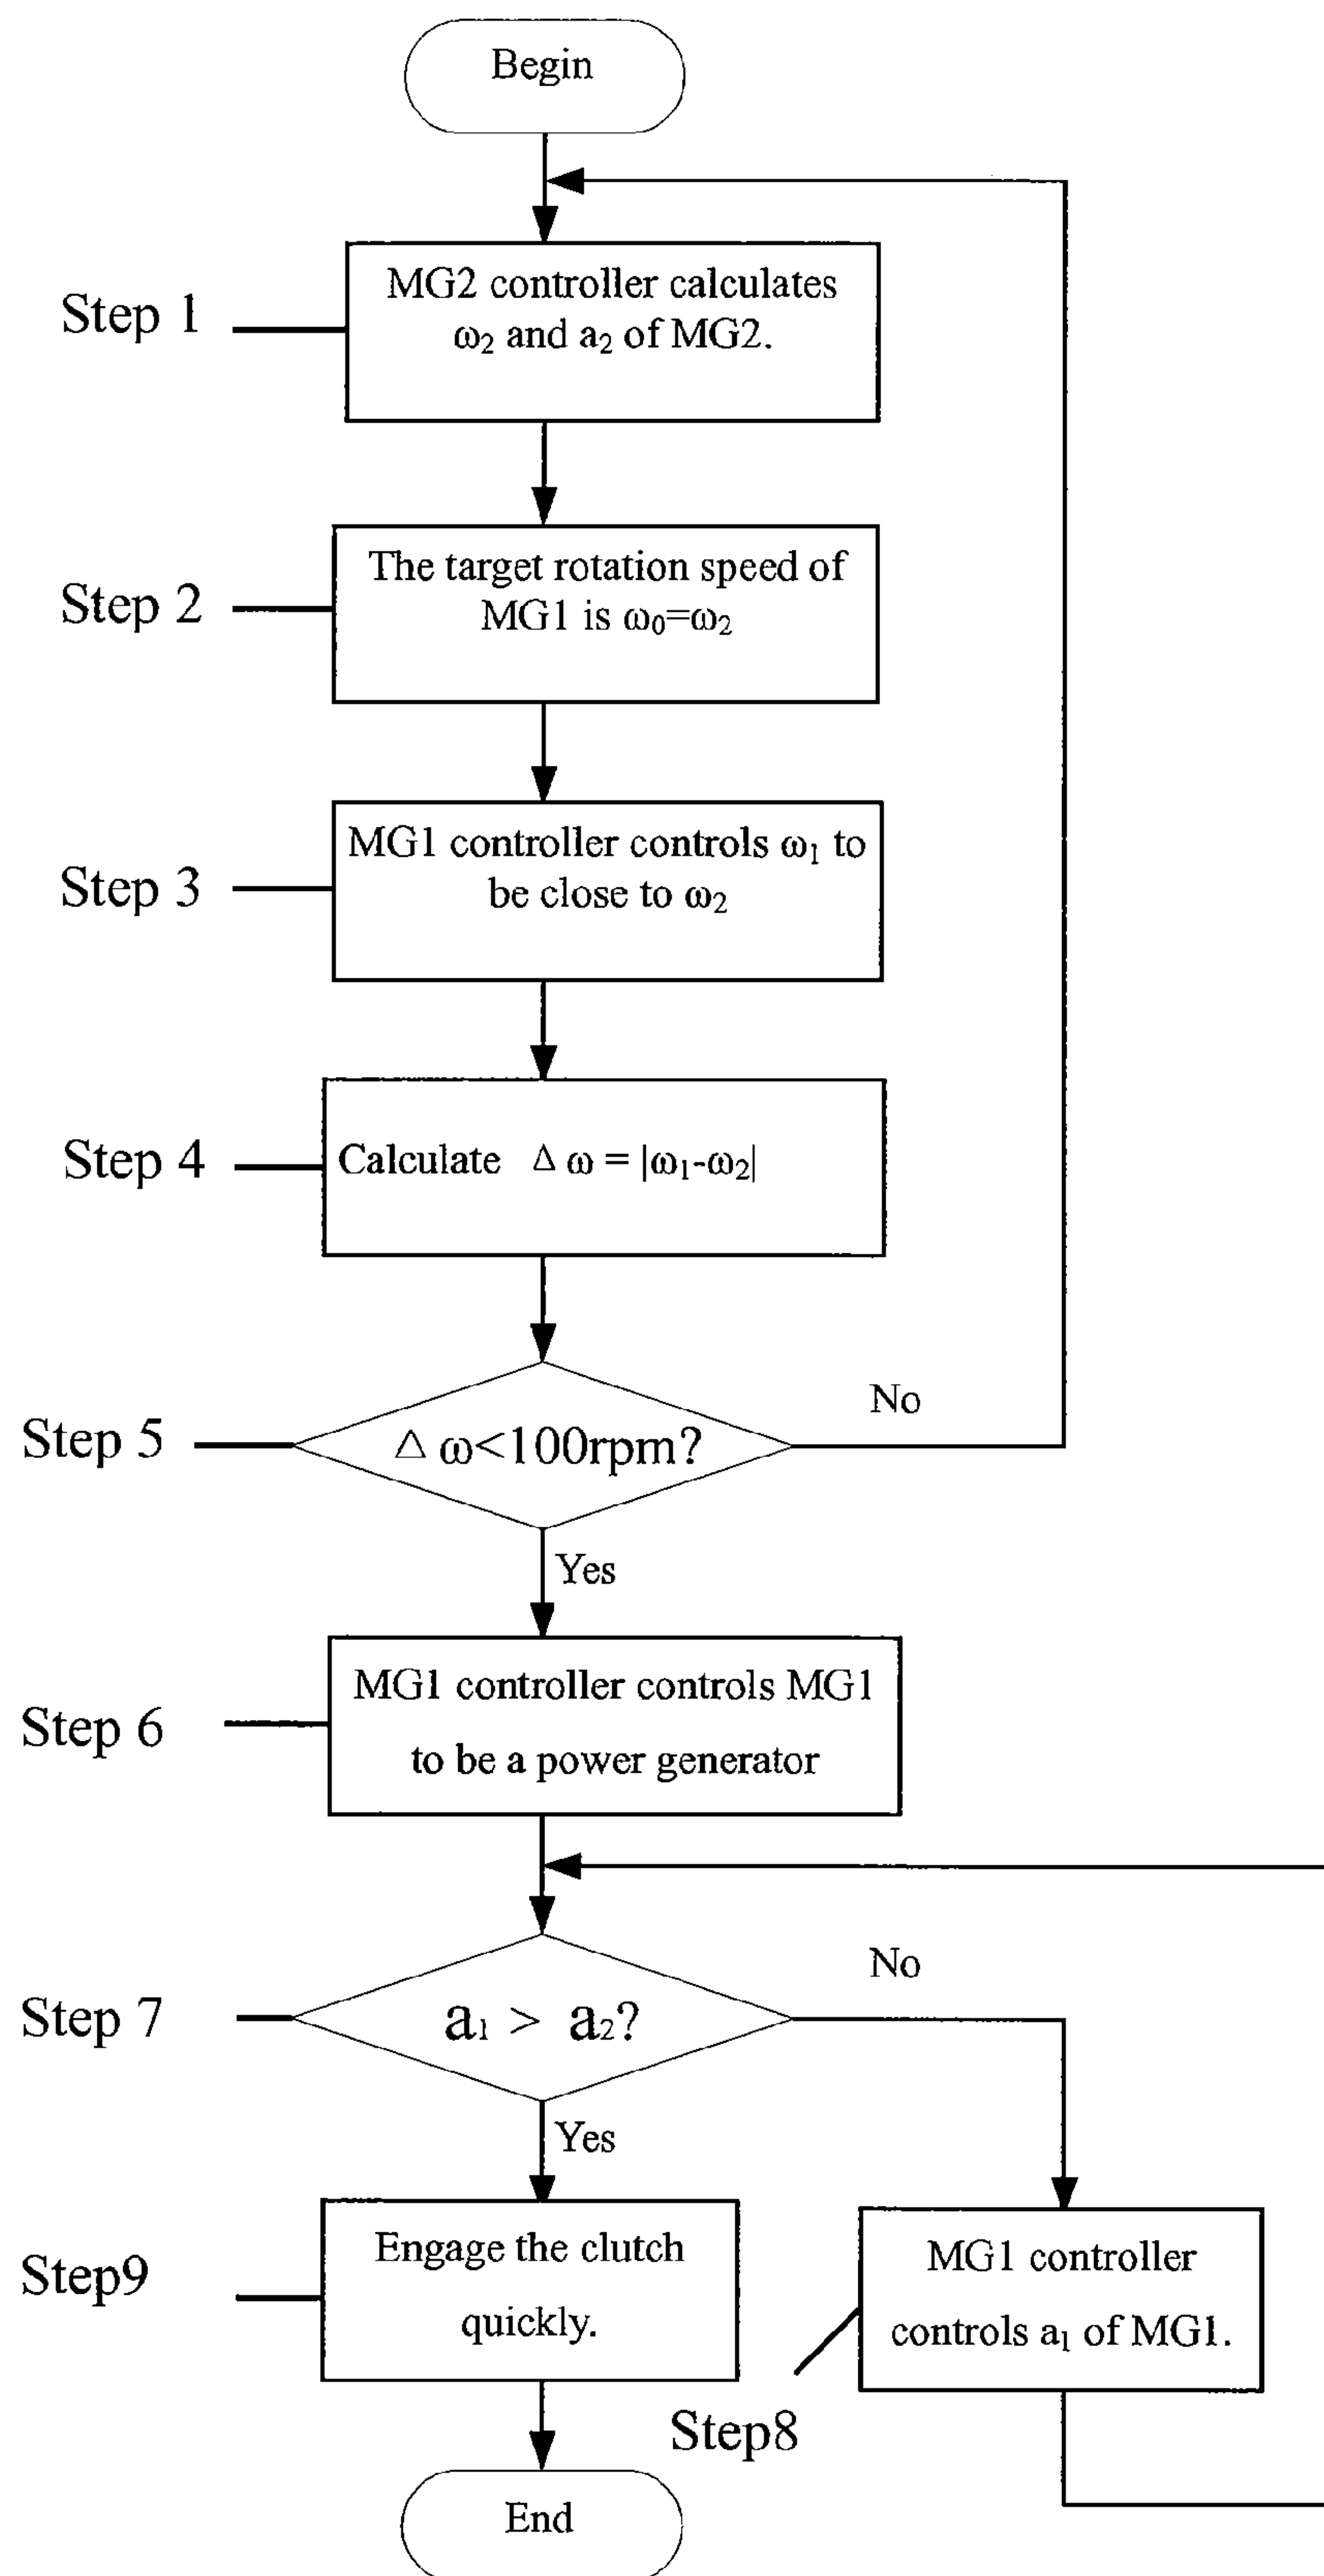 Begin
Step 1
MG2 controller calculates
ω₂ and a₂ of MG2.
Step 2
The target rotation speed of
MG1 is ω₀=ω₂
Step 3
MG1 controller controls ω₁ to
be close to ω₂
Step 4
Calculate Δ ω = |ω₁-ω₂|
Step 5
Δ ω<100rpm?
No
Yes
Step 6
MG1 controller controls MG1
to be a power generator
Step 7
a₁ > a₂?
No
Yes
Step9
Engage the clutch
quickly.
MG1 controller
controls a₁ of MG1.
Step8
End